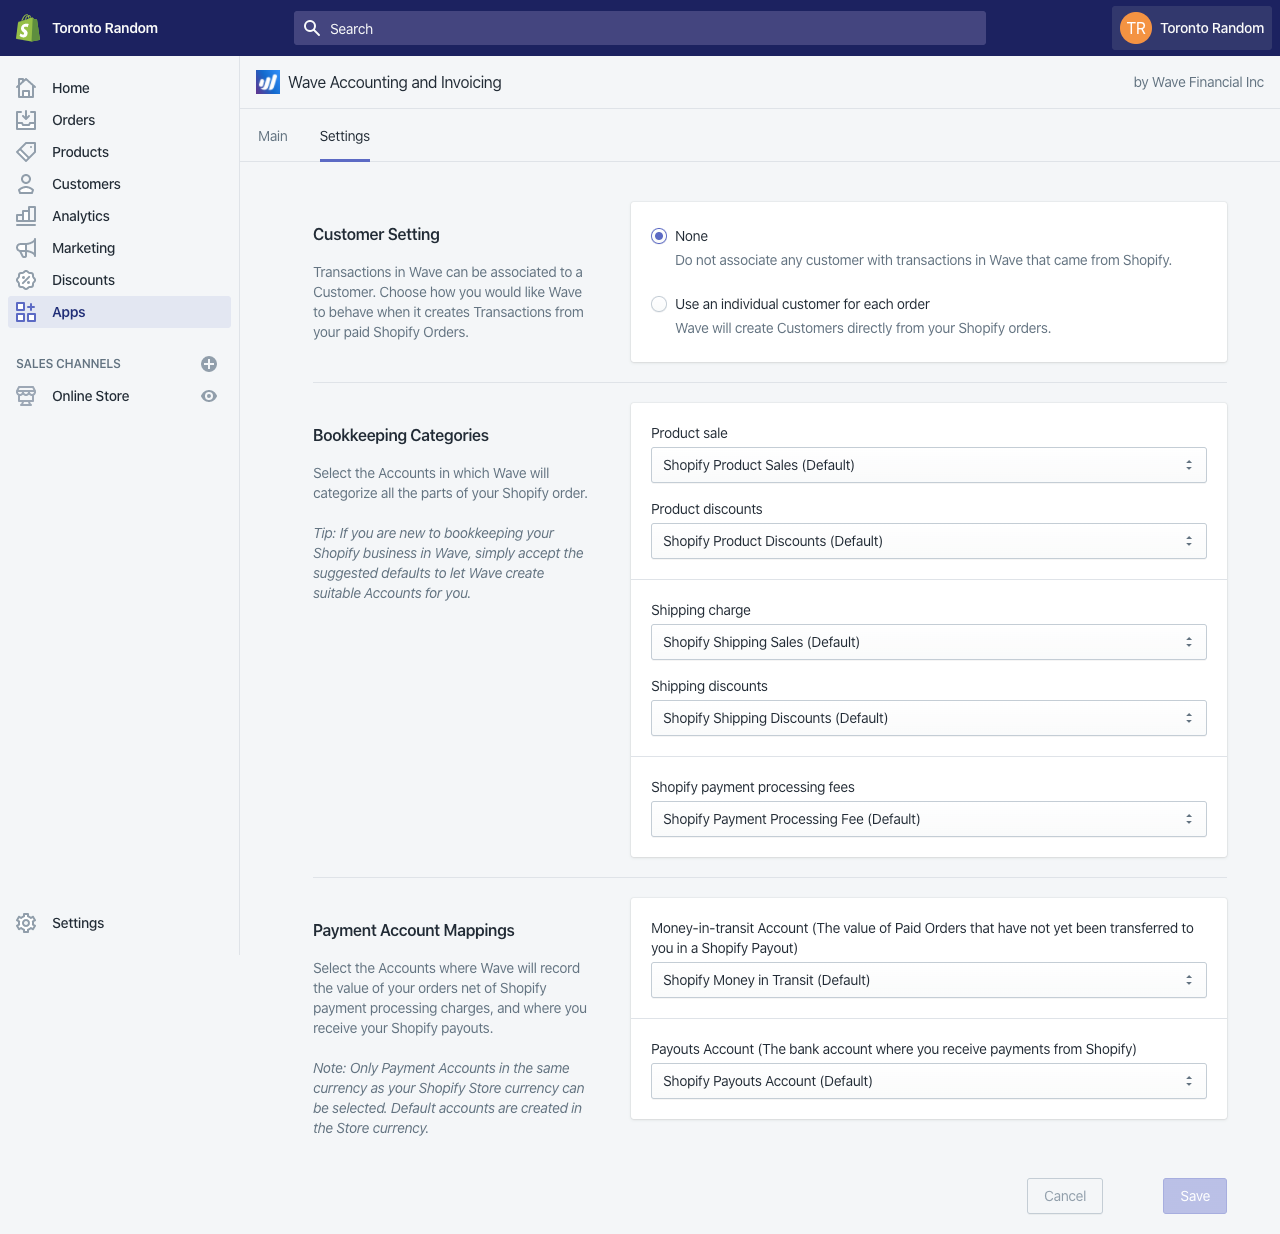 Toronto Random
Search
TR Toronto Random
Home
Orders
Products
Customers
Analytics
Marketing
Discounts
Apps
SALES CHANNELS
Online Store
Settings
Wave Accounting and Invoicing
by Wave Financial Inc
Main
Settings
Customer Setting
Transactions in Wave can be associated to a
Customer. Choose how you would like Wave
to behave when it creates Transactions from
your paid Shopify Orders.
None
Do not associate any customer with transactions in Wave that came from Shopify.
Use an individual customer for each order
Wave will create Customers directly from your Shopify orders.
Bookkeeping Categories
Select the Accounts in which Wave will
categorize all the parts of your Shopify order.
Tip: If you are new to bookkeeping your
Shopify business in Wave, simply accept the
suggested defaults to let Wave create
suitable Accounts for you.
Product sale
Shopify Product Sales (Default)
Product discounts
Shopify Product Discounts (Default)
Shipping charge
Shopify Shipping Sales (Default)
Shipping discounts
Shopify Shipping Discounts (Default)
Shopify payment processing fees
Shopify Payment Processing Fee (Default)
Payment Account Mappings
Select the Accounts where Wave will record
the value of your orders net of Shopify
payment processing charges, and where you
receive your Shopify payouts.
Note: Only Payment Accounts in the same
currency as your Shopify Store currency can
be selected. Default accounts are created in
the Store currency.
Money-in-transit Account (The value of Paid Orders that have not yet been transferred to
you in a Shopify Payout)
Shopify Money in Transit (Default)
Payouts Account (The bank account where you receive payments from Shopify)
Shopify Payouts Account (Default)
Cancel
Save